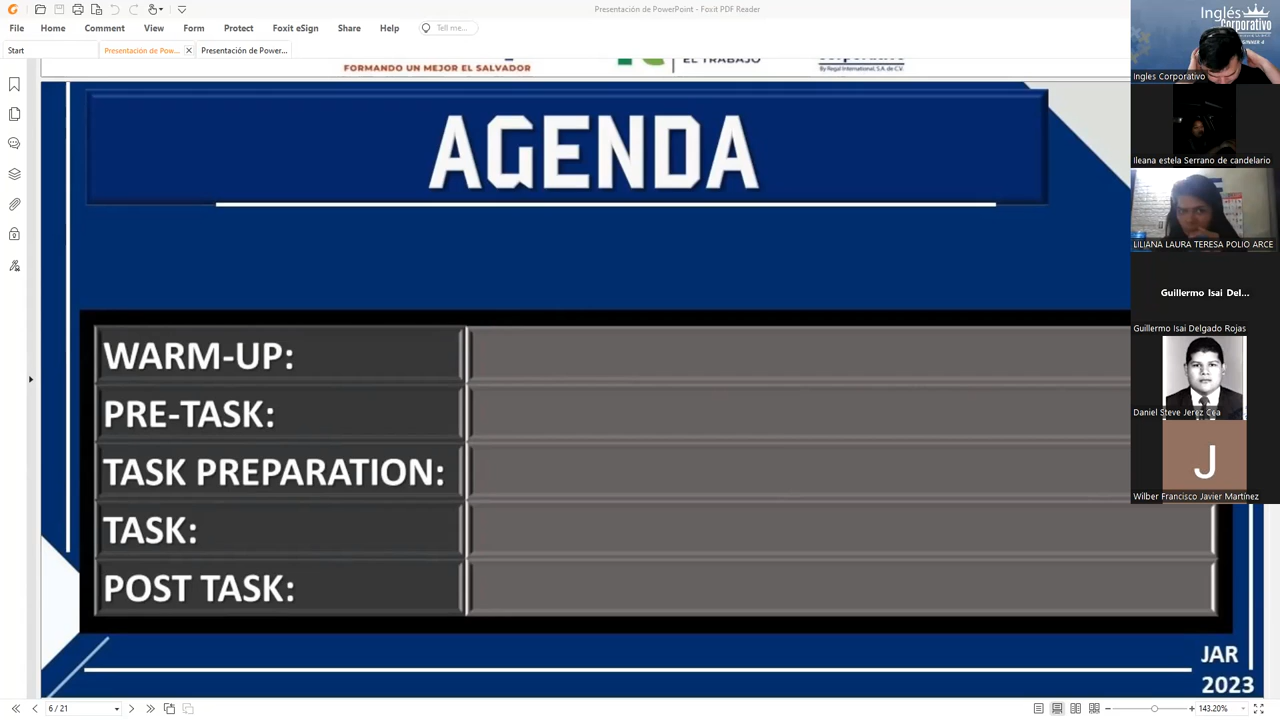 Presentación de PowerPoint - Foxit PDF Reader
File Home Comment View Form Protect Foxit eSign Share Help Tell me...
Start Presentación de Pow... Presentación de Power...
FORMANDO UN MEJOR EL SALVADOR
EL TRABAJO
By Regal International, S.A. de C.V.
AGENDA
WARM-UP:
PRE-TASK:
TASK PREPARATION:
TASK:
POST TASK:
JAR
2023
6 / 21
143.20%
Inglés
Corporativo
Ingles Corporativo
Ileana estela Serrano de candelario
LILIANA LAURA TERESA POLIO ARCE
Guillermo Isai Del...
Guillermo Isai Delgado Rojas
Daniel Steve Jerez Cea
J
Wilber Francisco Javier Martínez